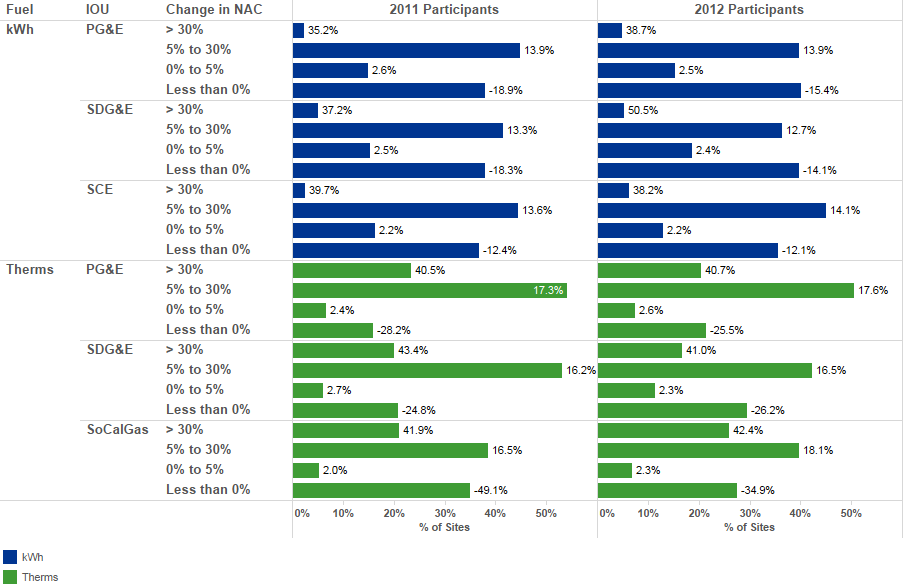 Fuel IOU Change in NAC 2011 Participants 2012 Participants
kWh PG&E > 30% 35.2% 38.7%
5% to 30% 13.9% 13.9%
0% to 5% 2.6% 2.5%
Less than 0% -18.9% -15.4%
SDG&E > 30% 37.2% 50.5%
5% to 30% 13.3% 12.7%
0% to 5% 2.5% 2.4%
Less than 0% -18.3% -14.1%
SCE > 30% 39.7% 38.2%
5% to 30% 13.6% 14.1%
0% to 5% 2.2% 2.2%
Less than 0% -12.4% -12.1%
Therms PG&E > 30% 40.5% 40.7%
5% to 30% 17.3% 17.6%
0% to 5% 2.4% 2.6%
Less than 0% -28.2% -25.5%
SDG&E > 30% 43.4% 41.0%
5% to 30% 16.2% 16.5%
0% to 5% 2.7% 2.3%
Less than 0% -24.8% -26.2%
SoCalGas > 30% 41.9% 42.4%
5% to 30% 16.5% 18.1%
0% to 5% 2.0% 2.3%
Less than 0% -49.1% -34.9%
0% 10% 20% 30% 40% 50% 0% 10% 20% 30% 40% 50%
% of Sites % of Sites
kWh
Therms